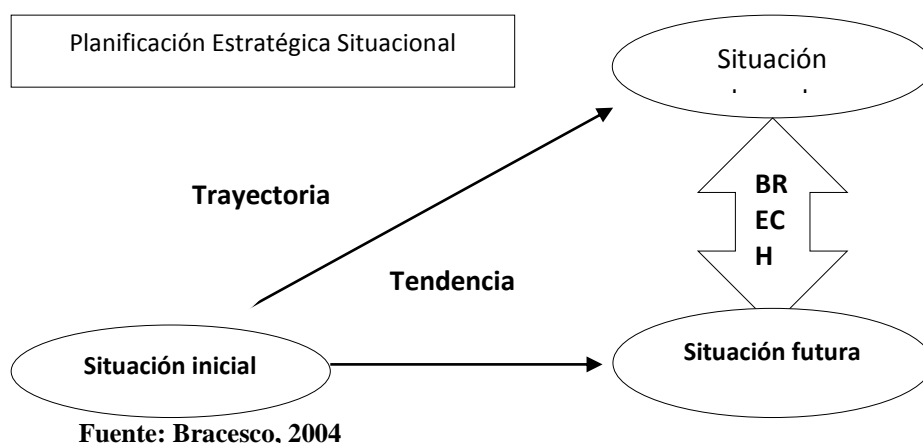 Planificación Estratégica Situacional
Situación
Trayectoria
BR
EC
H
Tendencia
Situación inicial
Situación futura
Fuente: Bracesco, 2004